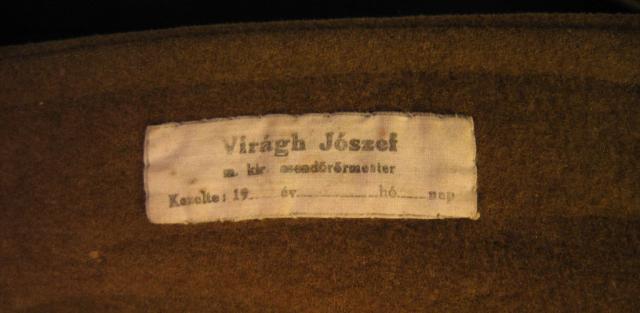 Virágh József
m. kir. csendőrőrmester
Kezelte: 19.... év..............hó.....nap